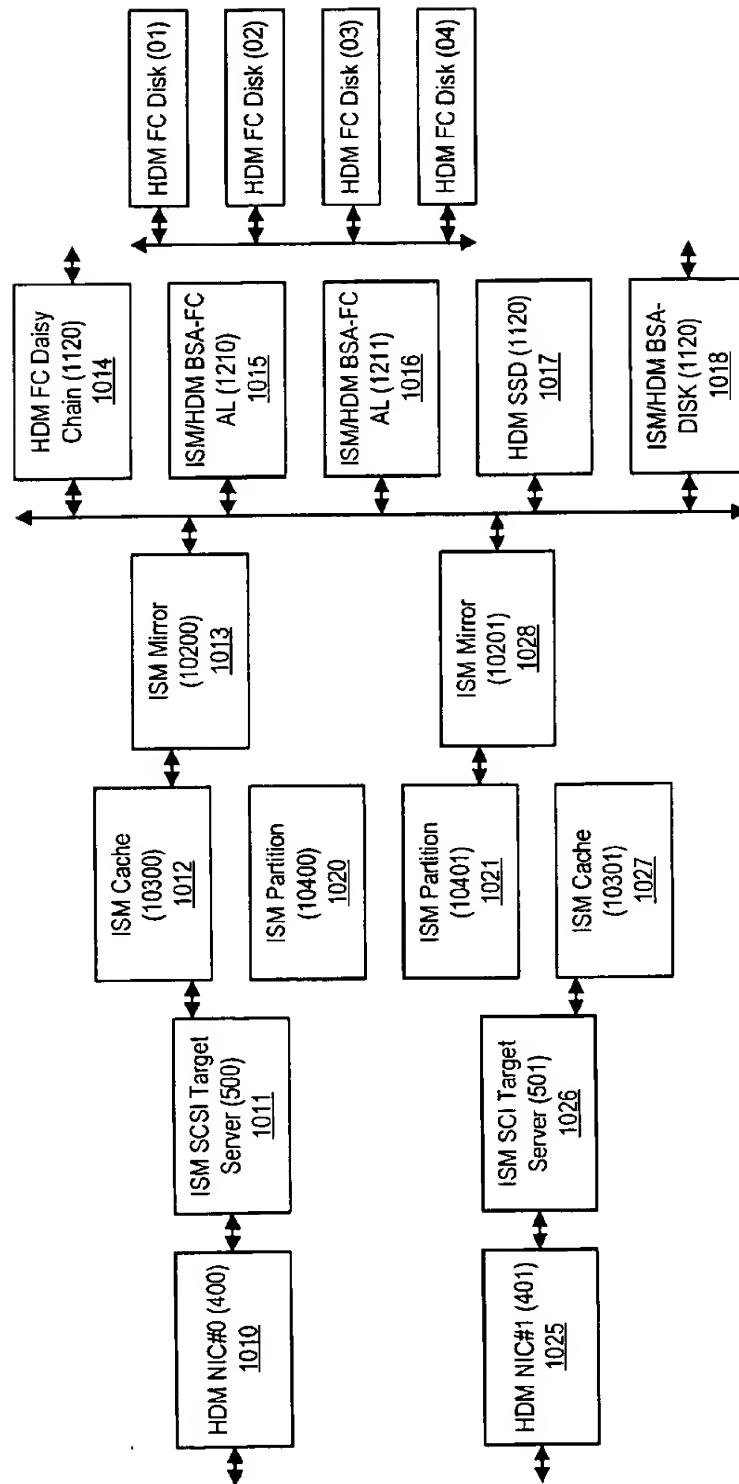 HDM NIC#0 (400)
1010
ISM SCSI Target
Server (500)
1011
ISM Cache
(10300)
1012
ISM Partition
(10400)
1020
ISM Mirror
(10200)
1013
HDM NIC#1 (401)
1025
ISM SCI Target
Server (501)
1026
ISM Partition
(10401)
1021
ISM Cache
(10301)
1027
ISM Mirror
(10201)
1028
HDM FC Daisy
Chain (1120)
1014
ISM/HDM BSA-FC
AL (1210)
1015
ISM/HDM BSA-FC
AL (1211)
1016
HDM SSD (1120)
1017
ISM/HDM BSA-
DISK (1120)
1018
HDM FC Disk (01)
HDM FC Disk (02)
HDM FC Disk (03)
HDM FC Disk (04)